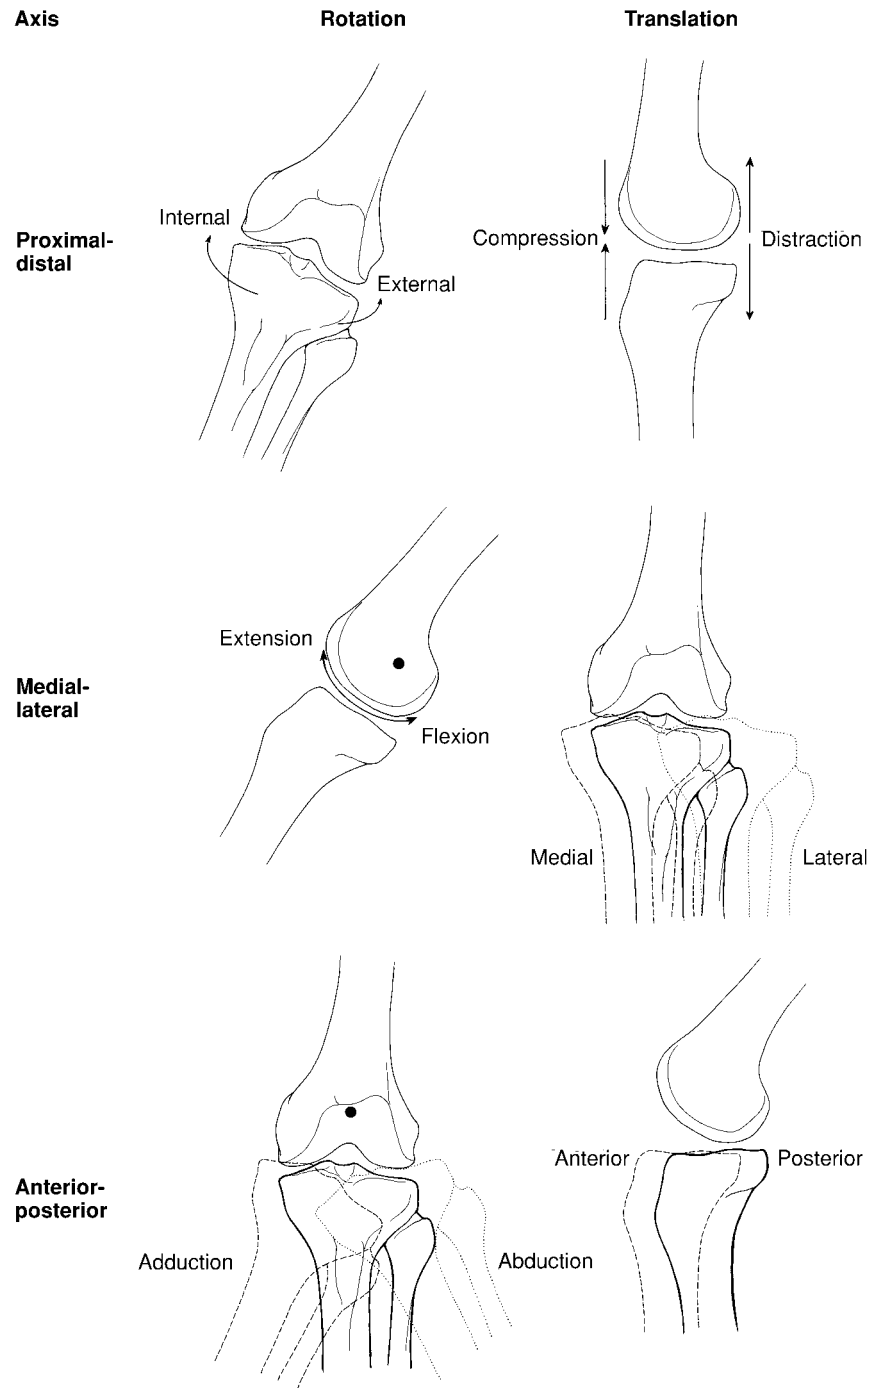 Axis Rotation Translation
Internal
Proximal-
distal
External
Compression Distraction
Extension
Medial-
lateral
Flexion
Medial Lateral
Anterior Posterior
Anterior-
posterior
Adduction Abduction